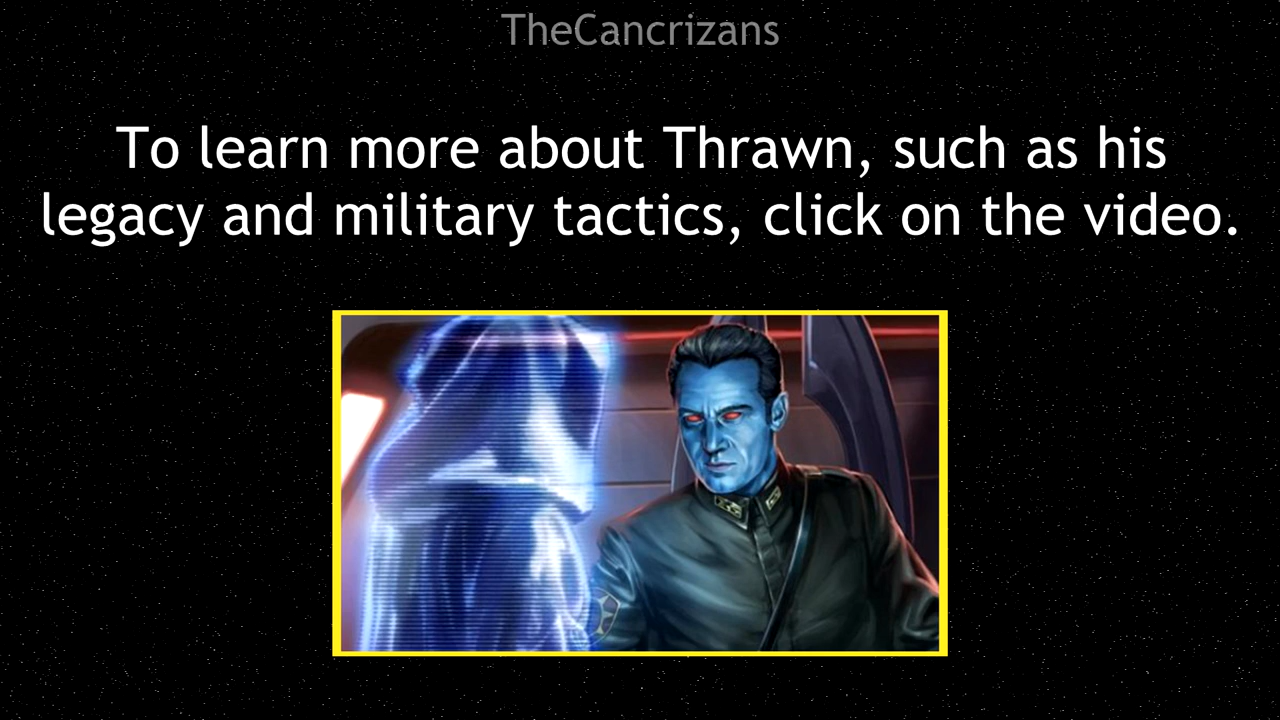 TheCancrizans
To learn more about Thrawn, such as his
legacy and military tactics, click on the video.